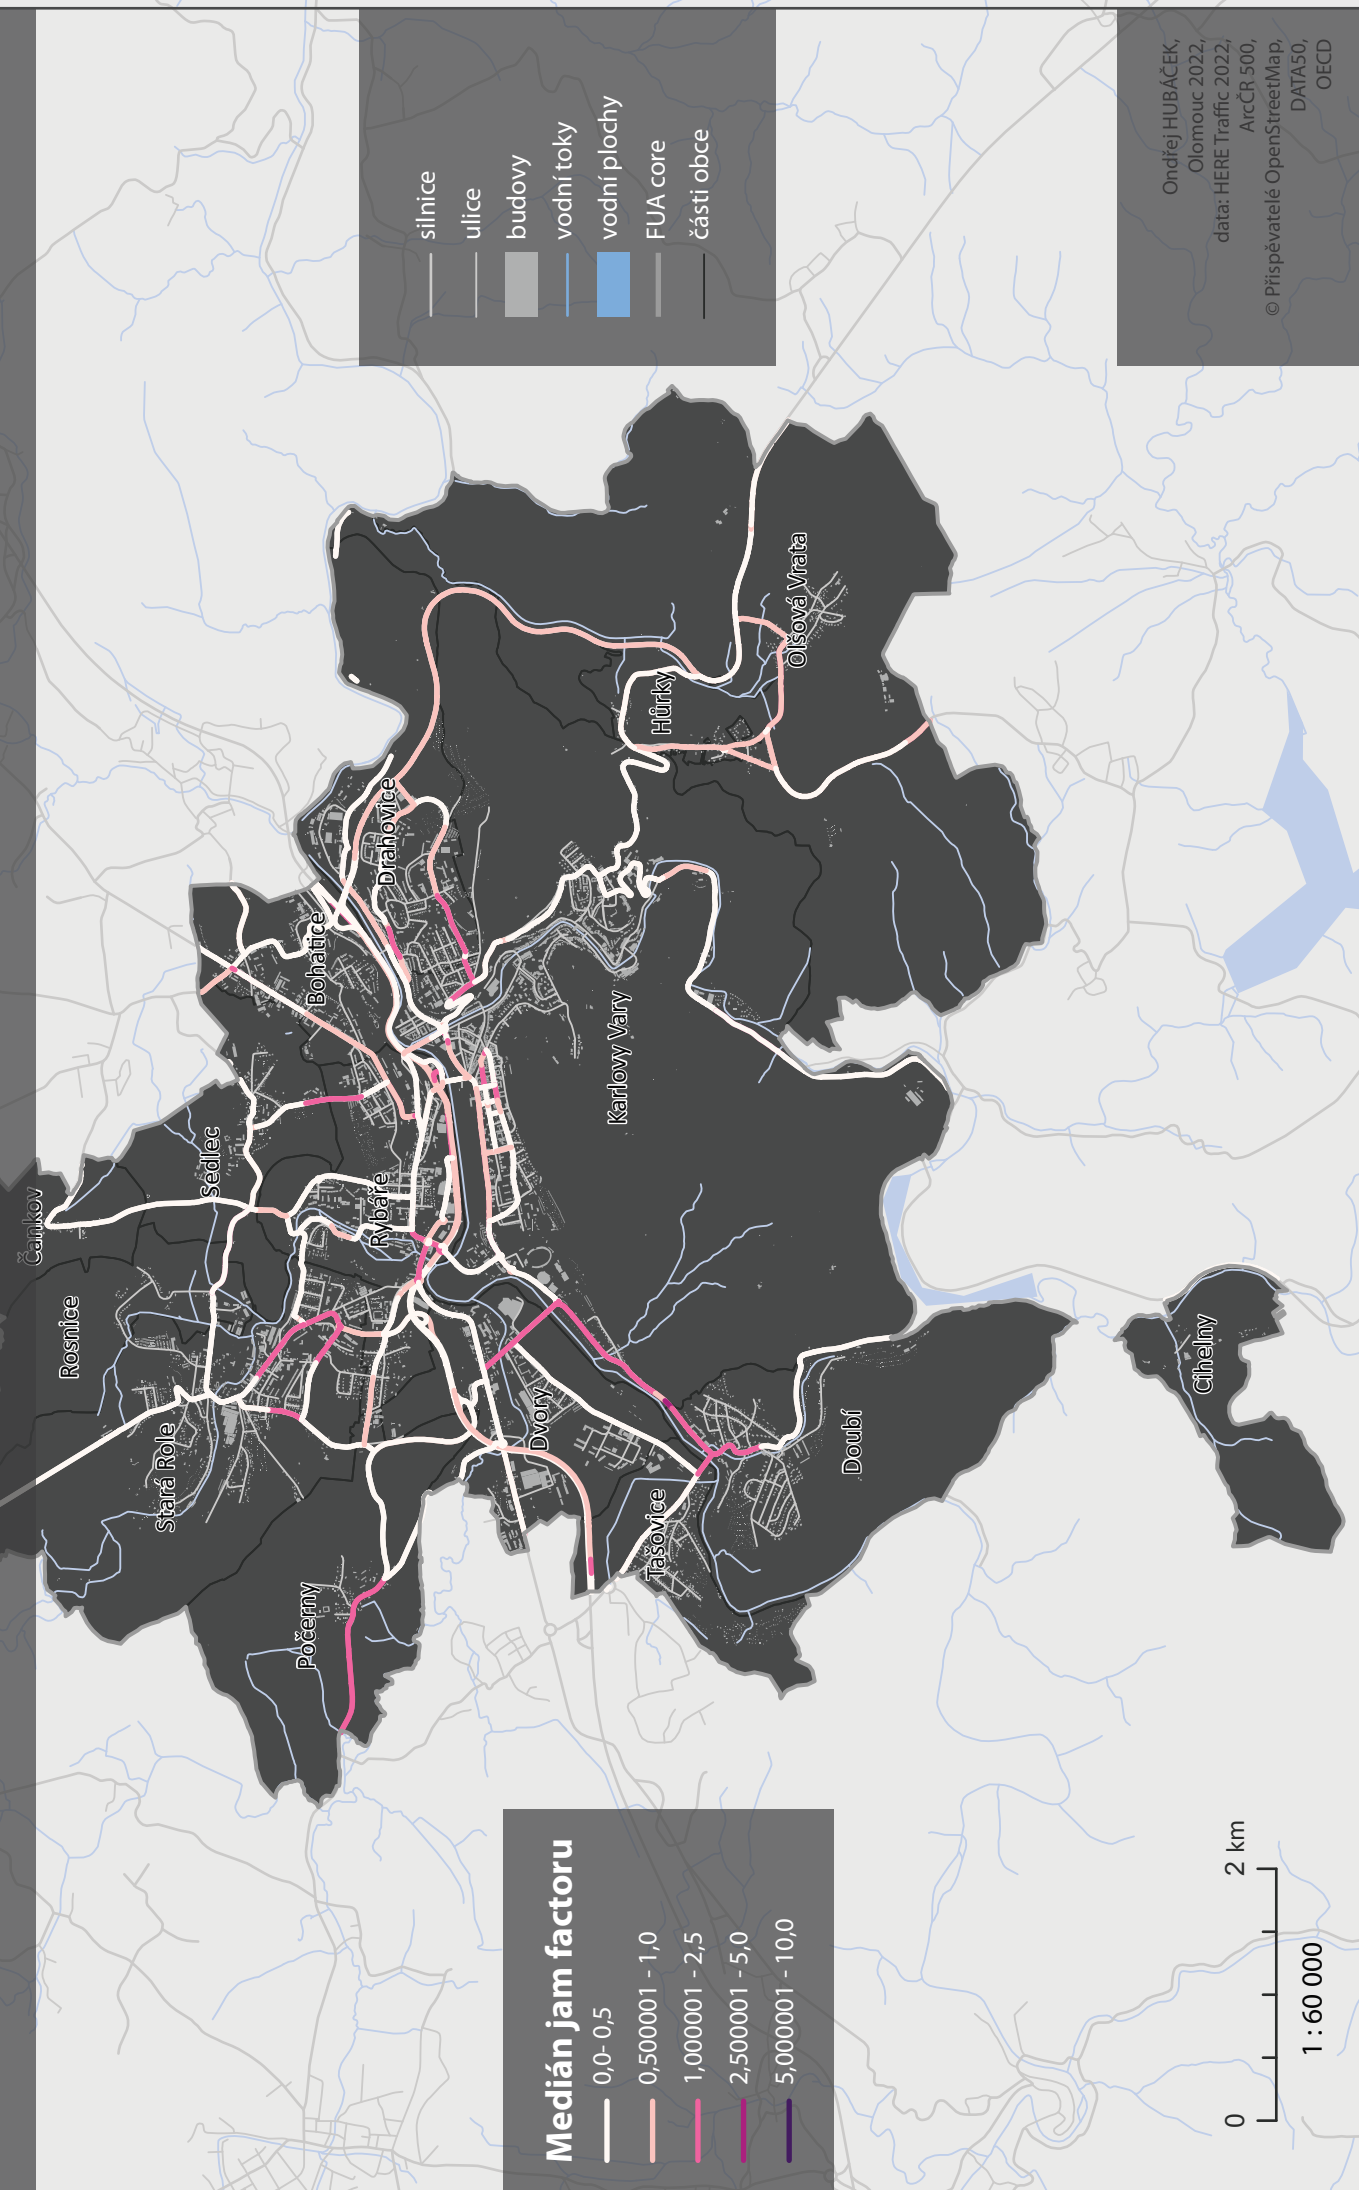 Medián jam factoru
0,0- 0,5
0,500001 - 1,0
1,000001 - 2,5
2,500001 - 5,0
5,000001 - 10,0
0
2 km
1 : 60 000
Čankov
Rosnice
Sedlec
Stará Role
Počerny
Rybáře
Bohatice
Drahovice
Dvory
Tašovice
Karlovy Vary
Hůrky
Olšová Vrata
Doubí
Cihelny
silnice
ulice
budovy
vodní toky
vodní plochy
FUA core
části obce
Ondřej HUBÁČEK,
Olomouc 2022,
data: HERE Traffic 2022,
ArcČR 500,
© Přispěvatelé OpenStreetMap,
DATA50,
OECD